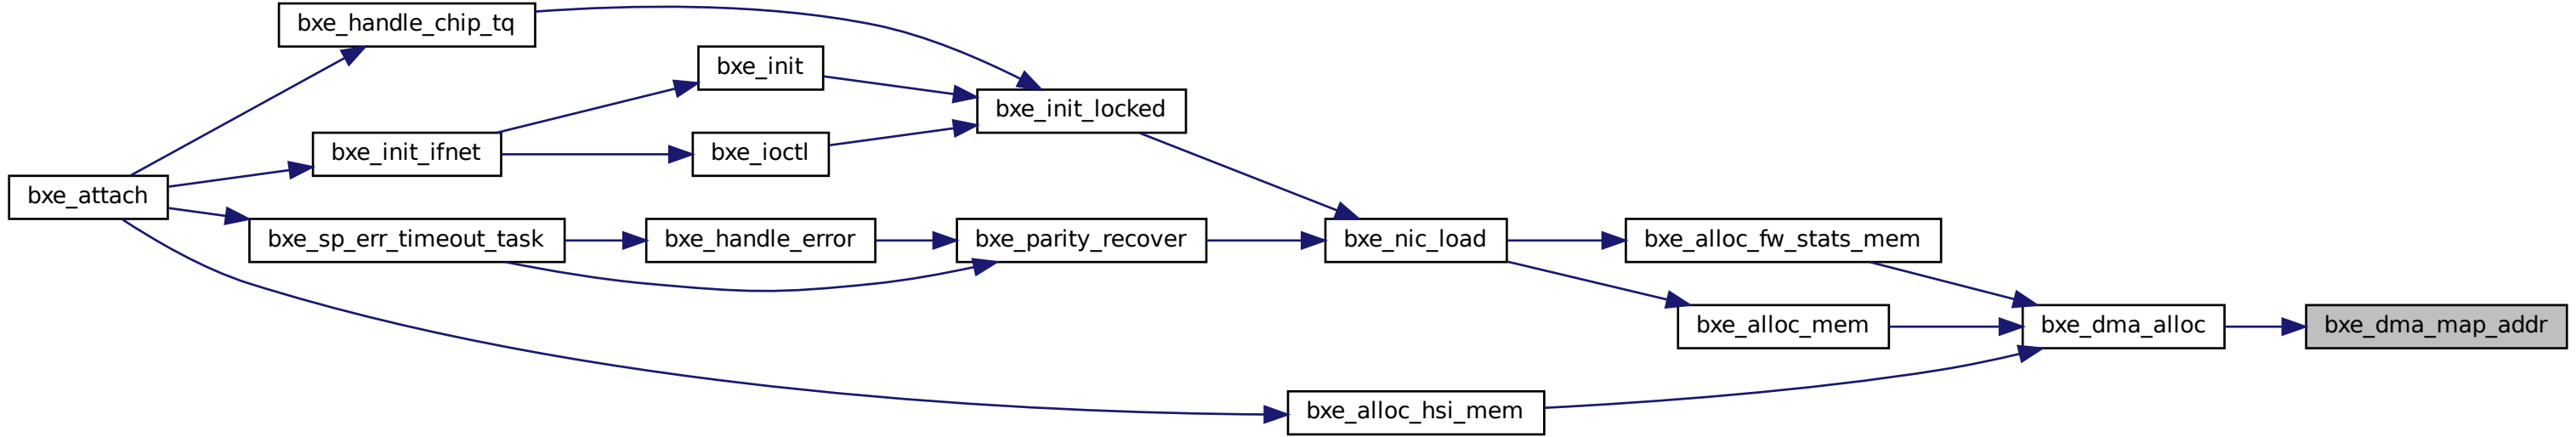 bxe_handle_chip_tq
bxe_init
bxe_init_locked
bxe_init_ifnet
bxe_ioctl
bxe_attach
bxe_sp_err_timeout_task
bxe_handle_error
bxe_parity_recover
bxe_nic_load
bxe_alloc_fw_stats_mem
bxe_alloc_mem
bxe_dma_alloc
bxe_dma_map_addr
bxe_alloc_hsi_mem